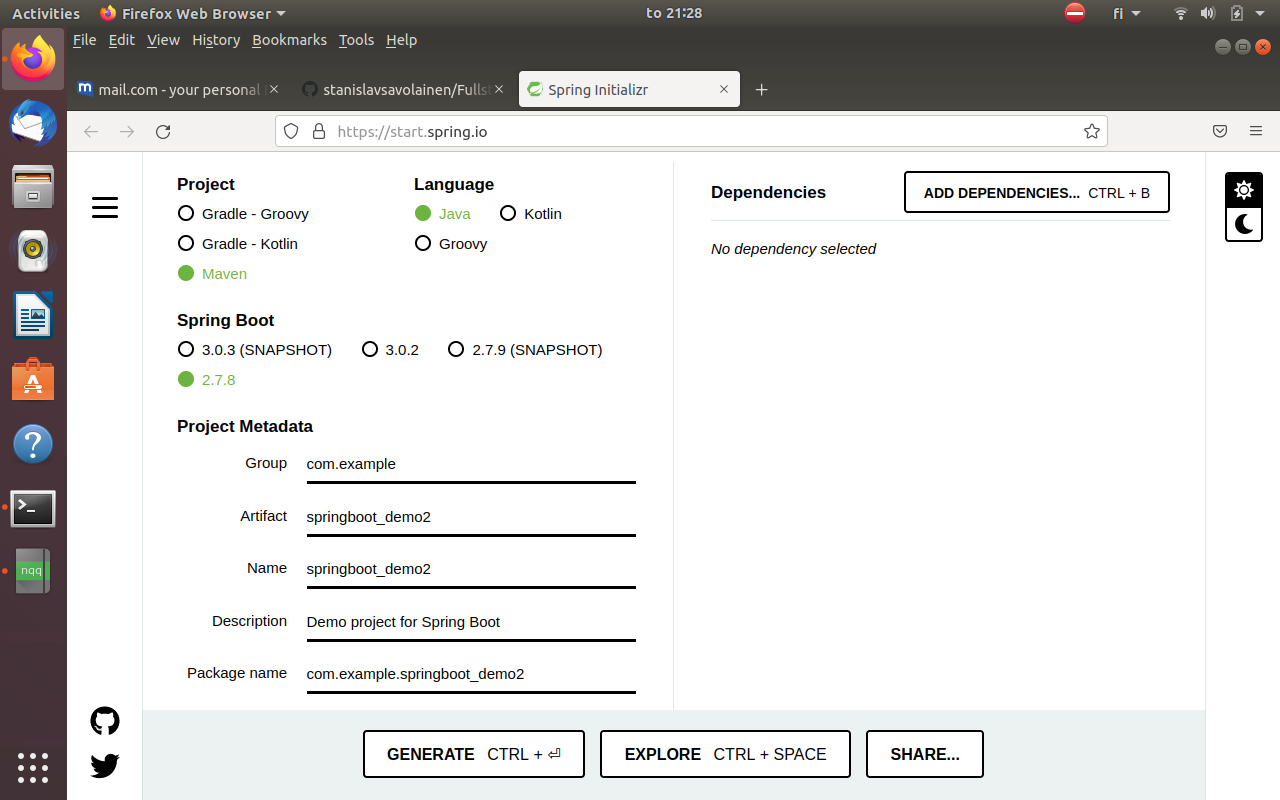 Activities Firefox Web Browser to 21:28 fi
File Edit View History Bookmarks Tools Help
mail.com - your personal stanislavsavolainen/Fulls Spring Initializr
https://start.spring.io
Project
Gradle - Groovy
Gradle - Kotlin
Maven
Language
Java Kotlin
Groovy
Spring Boot
3.0.3 (SNAPSHOT) 3.0.2 2.7.9 (SNAPSHOT)
2.7.8
Project Metadata
Group com.example
Artifact springboot_demo2
Name springboot_demo2
Description Demo project for Spring Boot
Package name com.example.springboot_demo2
Dependencies ADD DEPENDENCIES... CTRL + B
No dependency selected
nqq
GENERATE CTRL + ⏎ EXPLORE CTRL + SPACE SHARE...